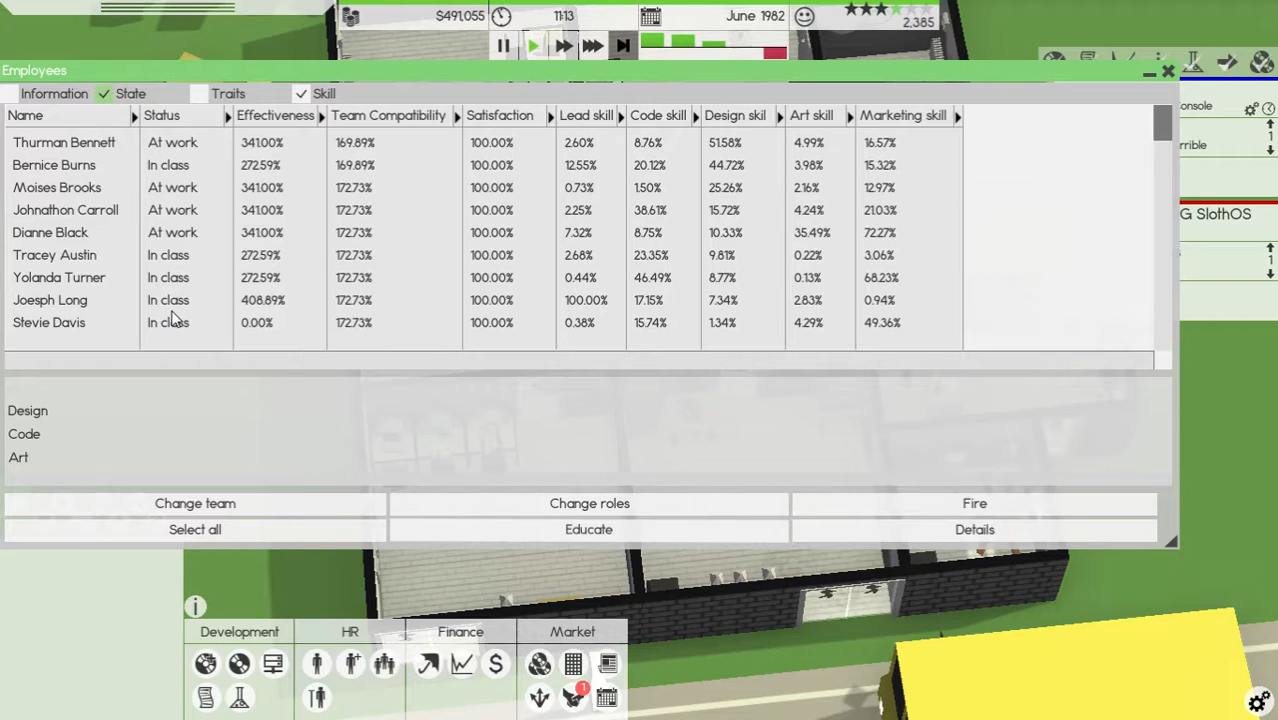 $491,055 11:13 June 1982 2,385
Employees
Information State Traits Skill
Name Status Effectiveness Team Compatibility Satisfaction Lead skill Code skill Design skil Art skill Marketing skill
Thurman Bennett At work 341.00% 169.89% 100.00% 2.60% 8.76% 51.58% 4.99% 16.57%
Bernice Burns In class 272.59% 169.89% 100.00% 12.55% 20.12% 44.72% 3.98% 15.32%
Moises Brooks At work 341.00% 172.73% 100.00% 0.73% 1.50% 25.26% 2.16% 12.97%
Johnathon Carroll At work 341.00% 172.73% 100.00% 2.25% 38.61% 15.72% 4.24% 21.03%
Dianne Black At work 341.00% 172.73% 100.00% 7.32% 8.75% 10.33% 35.49% 72.27%
Tracey Austin In class 272.59% 172.73% 100.00% 2.68% 23.35% 9.81% 0.22% 3.06%
Yolanda Turner In class 272.59% 172.73% 100.00% 0.44% 46.49% 8.77% 0.13% 68.23%
Joesph Long In class 408.89% 172.73% 100.00% 100.00% 17.15% 7.34% 2.83% 0.94%
Stevie Davis In class 0.00% 172.73% 100.00% 0.38% 15.74% 1.34% 4.29% 49.36%
onsole
1
rrible
G SlothOS
1
Design
Code
Art
Change team Change roles Fire
Select all Educate Details
Development HR Finance Market
1